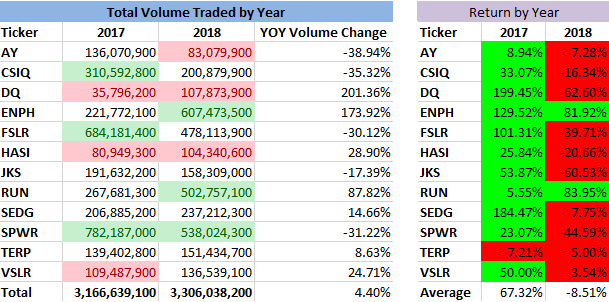 Total Volume Traded by Year Return by Year
Ticker 2017 2018 YOY Volume Change Ticker 2017 2018
AY 136,070,900 83,079,900 -38.94% AY 8.94% -7.28%
CSIQ 310,592,800 200,879,900 -35.32% CSIQ 33.07% -16.34%
DQ 35,796,200 107,873,900 201.36% DQ 199.45% -62.60%
ENPH 221,772,100 607,473,500 173.92% ENPH 129.52% 81.92%
FSLR 684,181,400 478,113,900 -30.12% FSLR 101.31% -39.71%
HASI 80,949,300 104,340,600 28.90% HASI 25.84% -20.66%
JKS 191,632,200 158,309,000 -17.39% JKS 53.87% -60.53%
RUN 267,681,300 502,757,100 87.82% RUN 5.55% 83.95%
SEDG 206,885,200 237,212,300 14.66% SEDG 184.47% -7.75%
SPWR 782,187,000 538,024,300 -31.22% SPWR 23.07% -44.59%
TERP 139,402,800 151,434,700 8.63% TERP -7.21% -5.00%
VSLR 109,487,900 136,539,100 24.71% VSLR 50.00% -3.54%
Total 3,166,639,100 3,306,038,200 4.40% Average 67.32% -8.51%